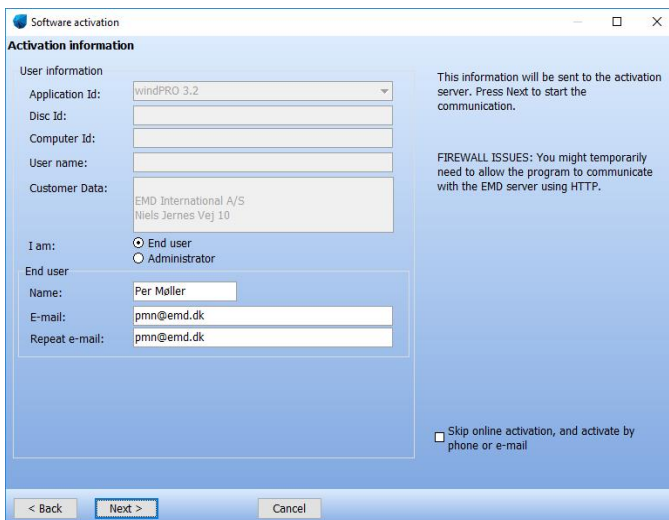 Software activation
Activation information
User information
Application Id:
windPRO 3.2
Disc Id:
Computer Id:
User name:
Customer Data:
EMD International A/S
Niels Jernes Vej 10
I am:
End user
Administrator
End user
Name:
Per Møller
E-mail:
pmn@emd.dk
Repeat e-mail:
pmn@emd.dk
This information will be sent to the activation
server. Press Next to start the
communication.
FIREWALL ISSUES: You might temporarily
need to allow the program to communicate
with the EMD server using HTTP.
Skip online activation, and activate by
phone or e-mail
< Back
Next >
Cancel